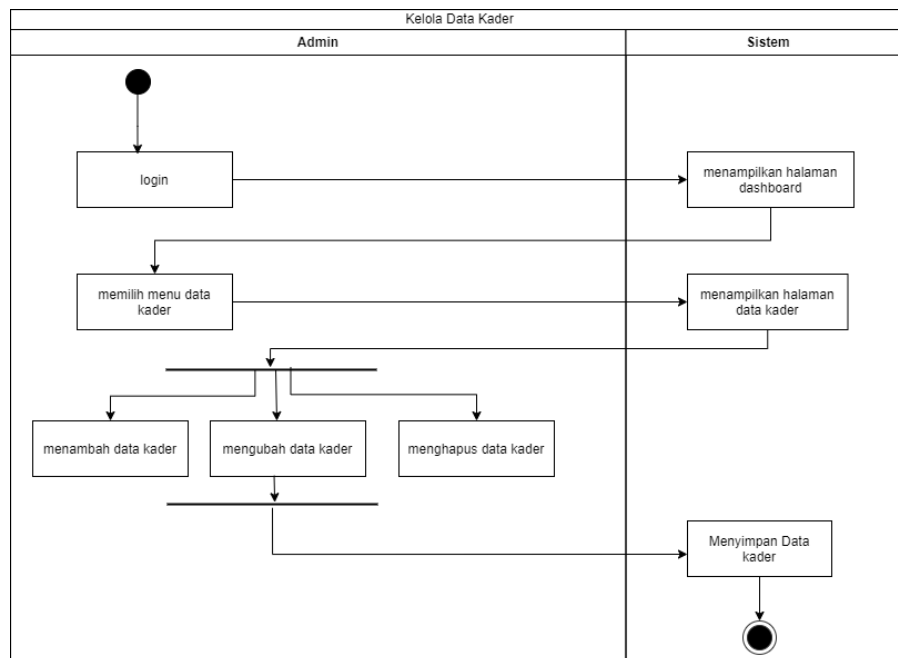 Kelola Data Kader
Admin
Sistem
login
menampilkan halaman
dashboard
memilih menu data
kader
menampilkan halaman
data kader
menambah data kader
mengubah data kader
menghapus data kader
Menyimpan Data
kader